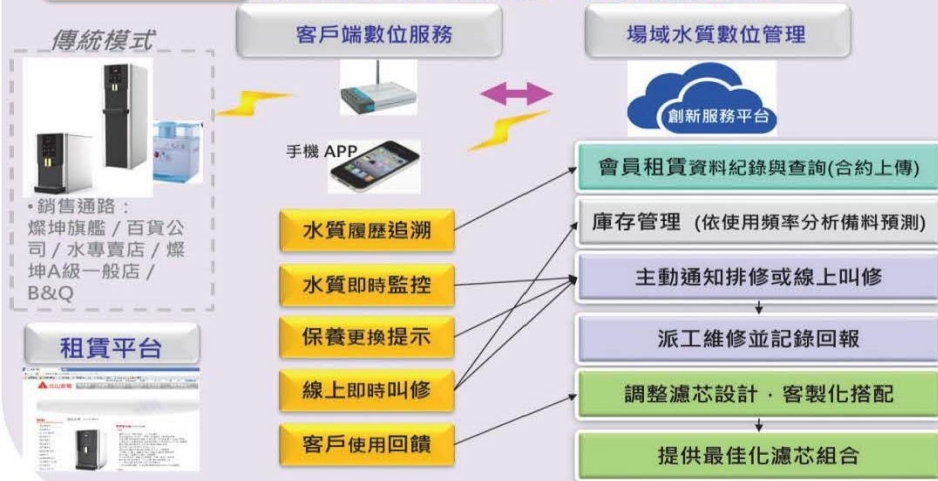 傳統模式
•銷售通路：
燦坤旗艦 / 百貨公
司 / 水專賣店 / 燦
坤A級一般店 /
B&Q
租賃平台
客戶端數位服務
手機 APP
水質履歷追溯
水質即時監控
保養更換提示
線上即時叫修
客戶使用回饋
場域水質數位管理
創新服務平台
會員租賃資料紀錄與查詢(合約上傳)
庫存管理 (依使用頻率分析備料預測)
主動通知排修或線上叫修
派工維修並記錄回報
調整濾芯設計．客製化搭配
提供最佳化濾芯組合